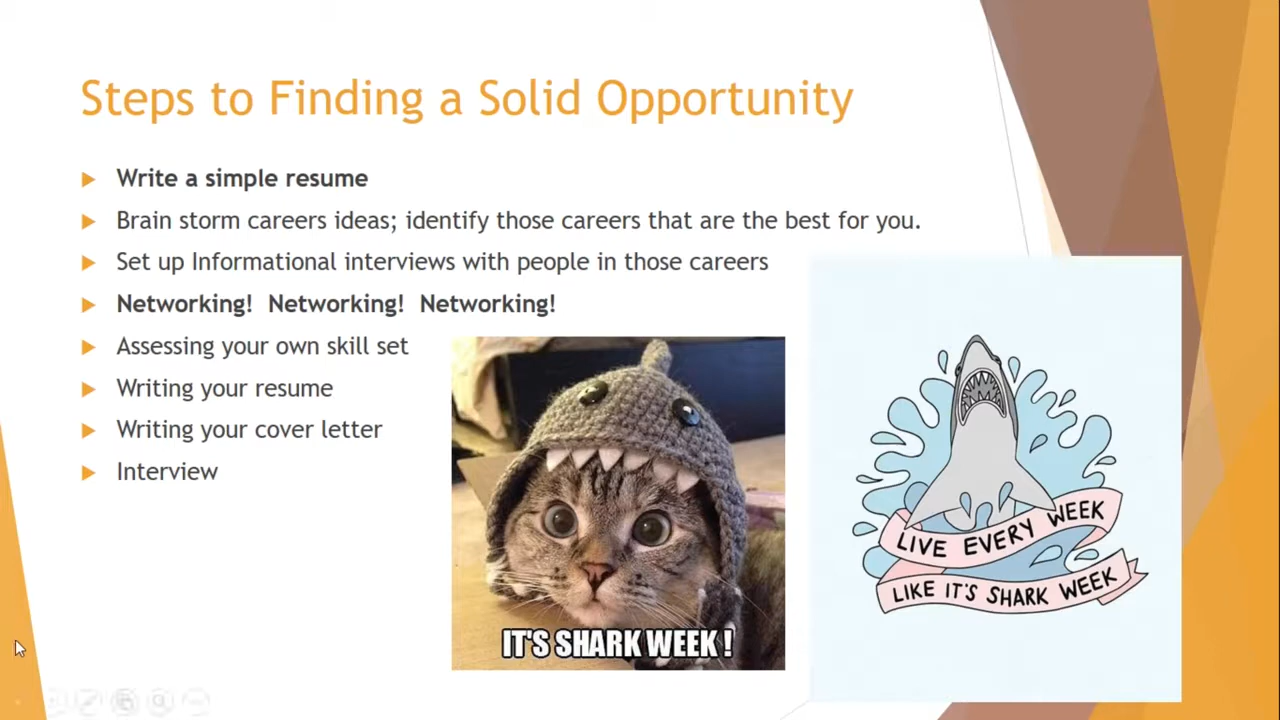 Steps to Finding a Solid Opportunity
Write a simple resume
Brain storm careers ideas; identify those careers that are the best for you.
Set up Informational interviews with people in those careers
Networking! Networking! Networking!
Assessing your own skill set
Writing your resume
Writing your cover letter
Interview
IT'S SHARK WEEK !
LIVE EVERY WEEK
LIKE IT'S SHARK WEEK